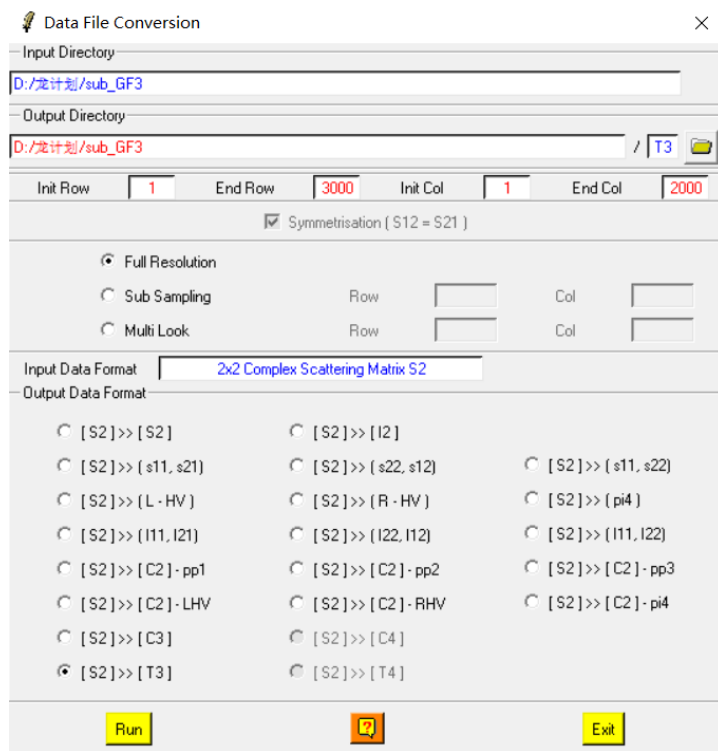 Data File Conversion
Input Directory
D:/龙计划/sub_GF3
Output Directory
D:/龙计划/sub_GF3 / T3
Init Row 1 End Row 3000 Init Col 1 End Col 2000
Symmetrisation ( S12 = S21 )
Full Resolution
Sub Sampling Row Col
Multi Look Row Col
Input Data Format 2x2 Complex Scattering Matrix S2
Output Data Format
[ S2 ] >> [ S2 ] [ S2 ] >> [ I2 ]
[ S2 ] >> ( s11, s21) [ S2 ] >> ( s22, s12) [ S2 ] >> ( s11, s22)
[ S2 ] >> ( L - HV ) [ S2 ] >> ( R - HV ) [ S2 ] >> ( pi4 )
[ S2 ] >> ( I11, I21) [ S2 ] >> ( I22, I12) [ S2 ] >> ( I11, I22)
[ S2 ] >> [ C2 ] - pp1 [ S2 ] >> [ C2 ] - pp2 [ S2 ] >> [ C2 ] - pp3
[ S2 ] >> [ C2 ] - LHV [ S2 ] >> [ C2 ] - RHV [ S2 ] >> [ C2 ] - pi4
[ S2 ] >> [ C3 ] [ S2 ] >> [ C4 ]
[ S2 ] >> [ T3 ] [ S2 ] >> [ T4 ]
Run ? Exit